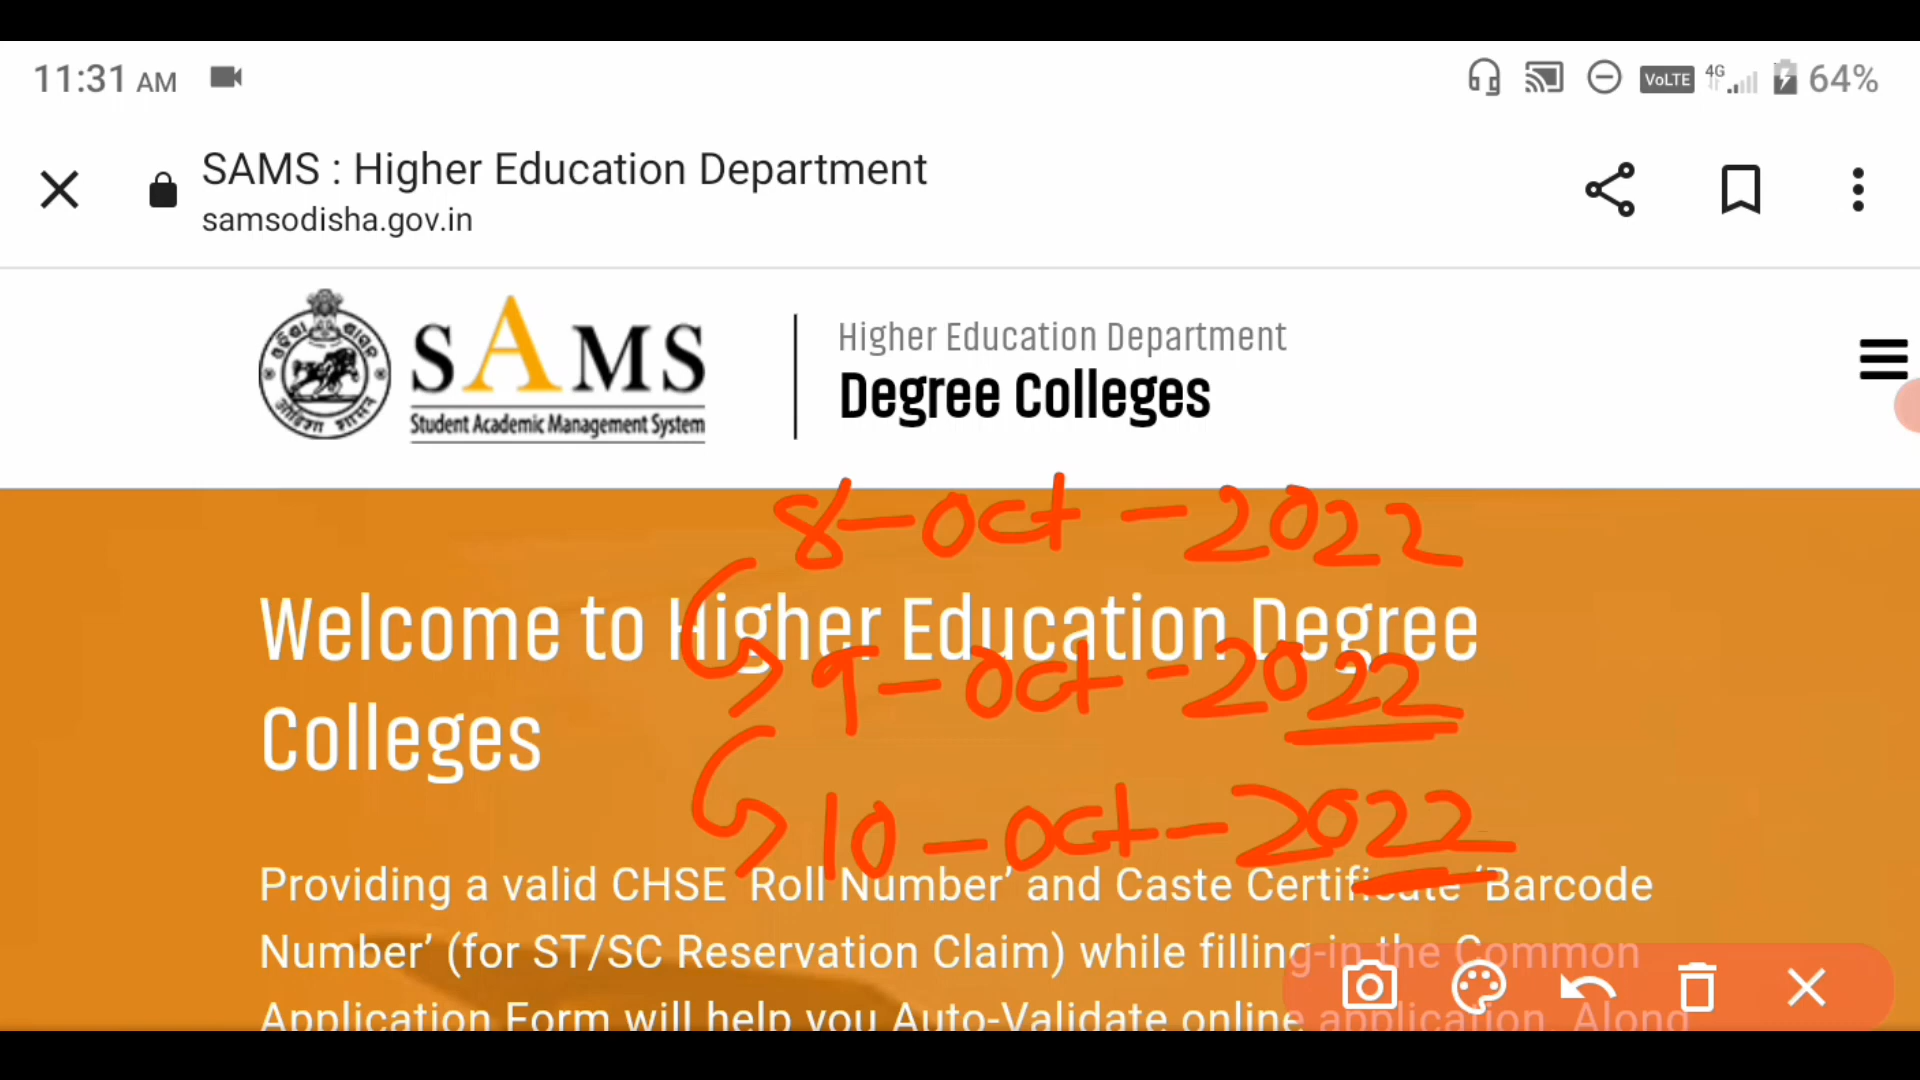 11:31 AM
VoLTE 4G 64%
SAMS : Higher Education Department
samsodisha.gov.in
SAMS
Student Academic Management System
Higher Education Department
Degree Colleges
8-oct-2022
Welcome to Higher Education Degree
9-oct-2022
Colleges
10-oct-2022
Providing a valid CHSE ‘Roll Number’ and Caste Certificate ‘Barcode
Number’ (for ST/SC Reservation Claim) while filling-in the Common
Application Form will help you Auto-Validate online application. Along